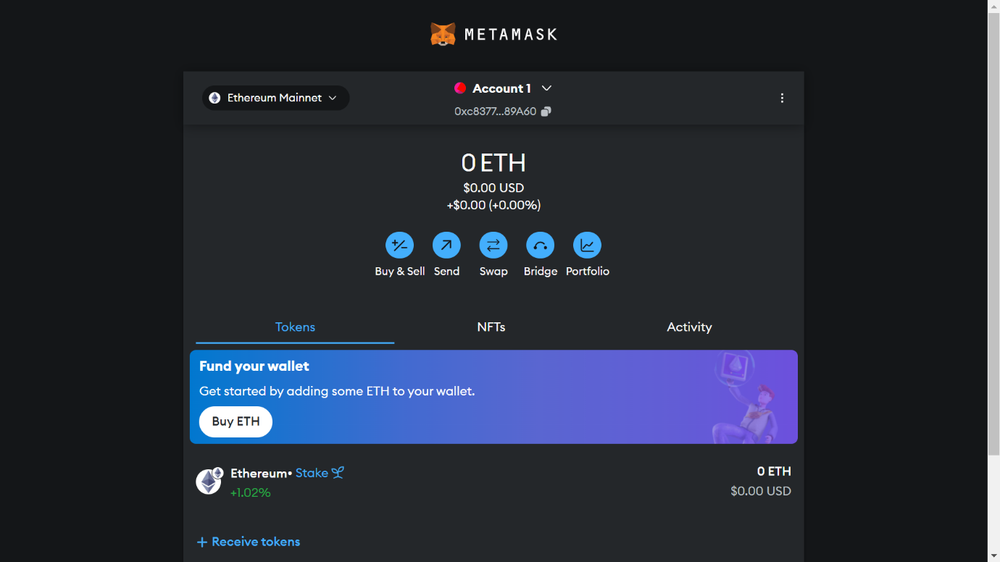 METAMASK
Ethereum Mainnet
Account 1
0xc8377...89A60
0 ETH
$0.00 USD
+$0.00 (+0.00%)
Buy & Sell Send Swap Bridge Portfolio
Tokens NFTs Activity
Fund your wallet
Get started by adding some ETH to your wallet.
Buy ETH
Ethereum• Stake 0 ETH
+1.02% $0.00 USD
+ Receive tokens